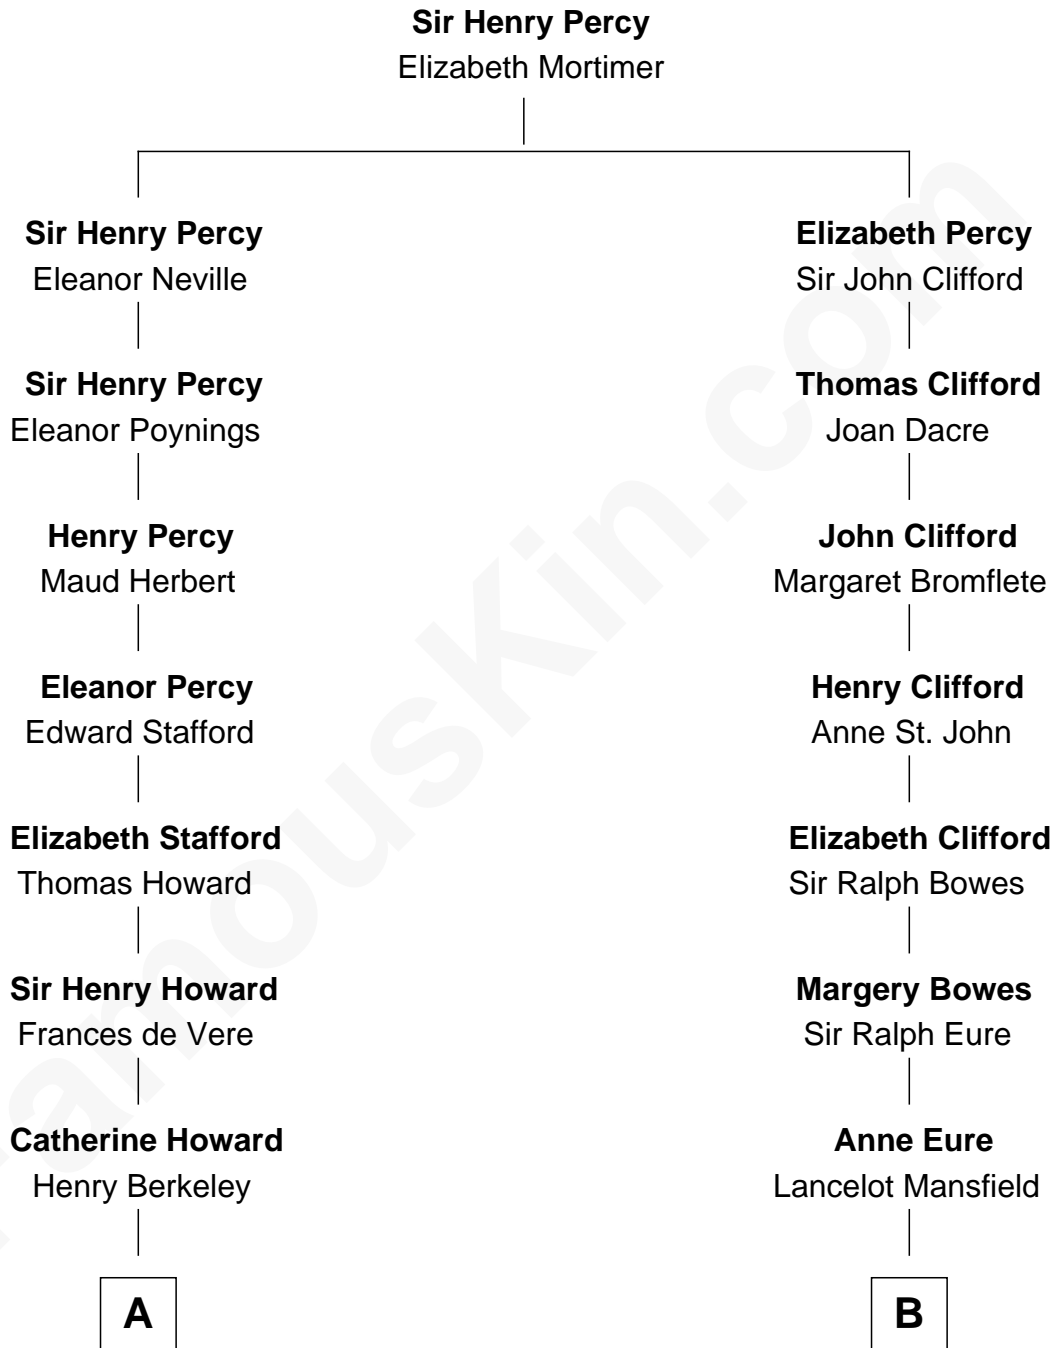 Sir Henry Percy
Elizabeth Mortimer
Sir Henry Percy
Eleanor Neville
Elizabeth Percy
Sir John Clifford
Sir Henry Percy
Eleanor Poynings
Thomas Clifford
Joan Dacre
Henry Percy
Maud Herbert
John Clifford
Margaret Bromflete
Eleanor Percy
Edward Stafford
Henry Clifford
Anne St. John
Elizabeth Stafford
Thomas Howard
Elizabeth Clifford
Sir Ralph Bowes
Sir Henry Howard
Frances de Vere
Margery Bowes
Sir Ralph Eure
Catherine Howard
Henry Berkeley
Anne Eure
Lancelot Mansfield
A
B
FamousKin.com